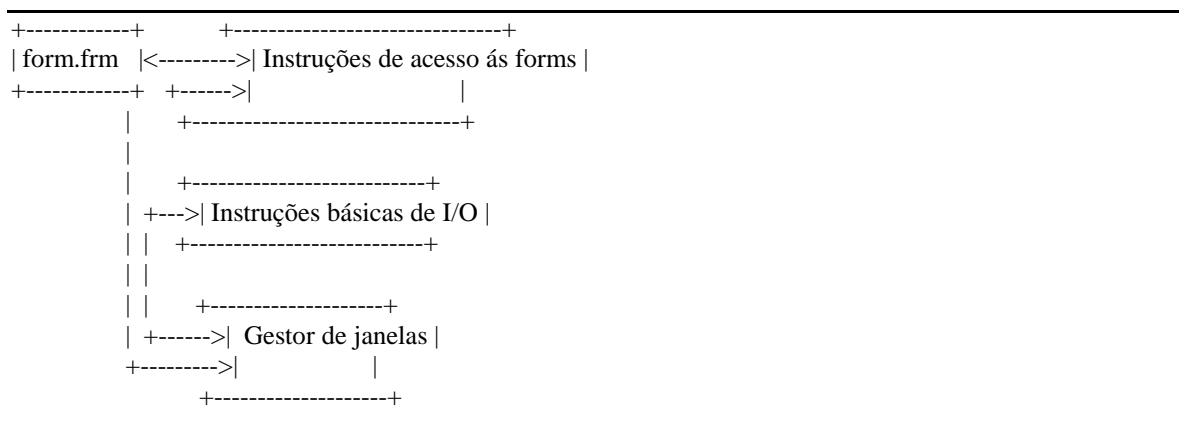 +------------+ +-------------------------------+
| form.frm |<--------->| Instruções de acesso ás forms |
+------------+ +------>| |
| +-------------------------------+
|
| +---------------------------+
| +--->| Instruções básicas de I/O |
| | +---------------------------+
| |
| | +--------------------+
| +------>| Gestor de janelas |
+--------->| |
+--------------------+